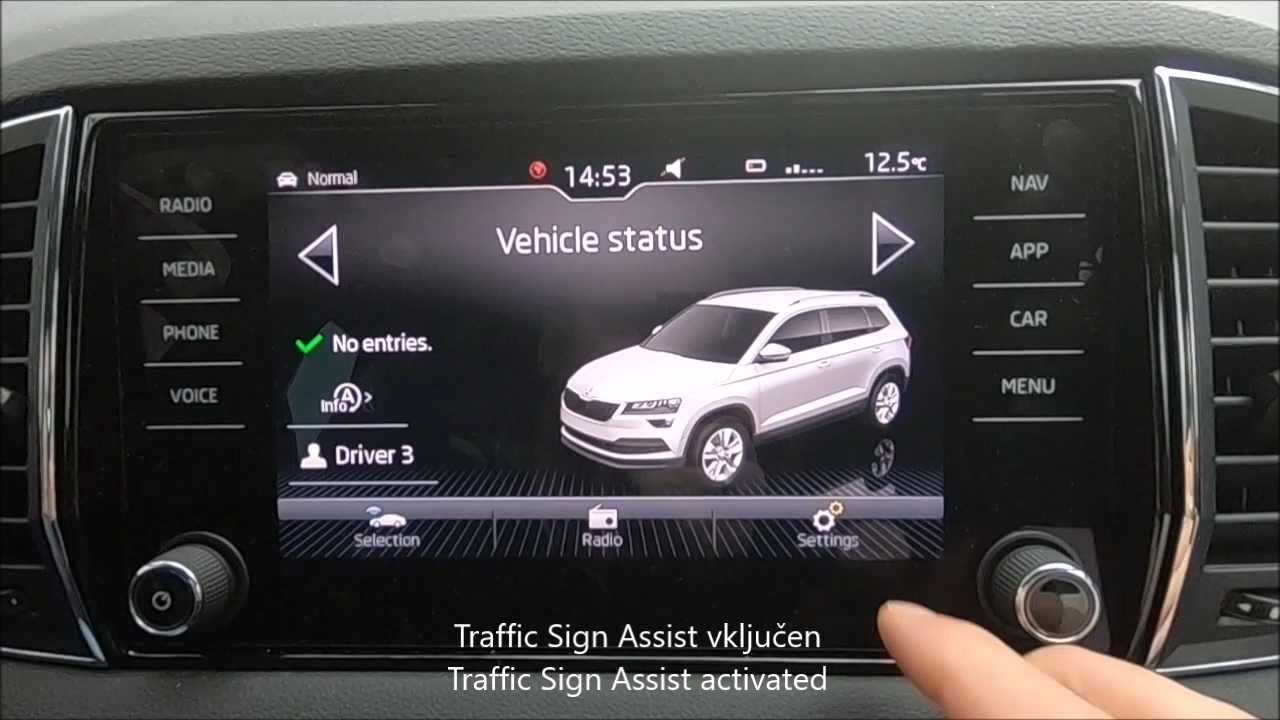 Normal
14:53
12.5°C
RADIO
MEDIA
PHONE
VOICE
NAV
APP
CAR
MENU
Vehicle status
No entries.
A
Info
Driver 3
Selection
Radio
Settings
Traffic Sign Assist vključen
Traffic Sign Assist activated